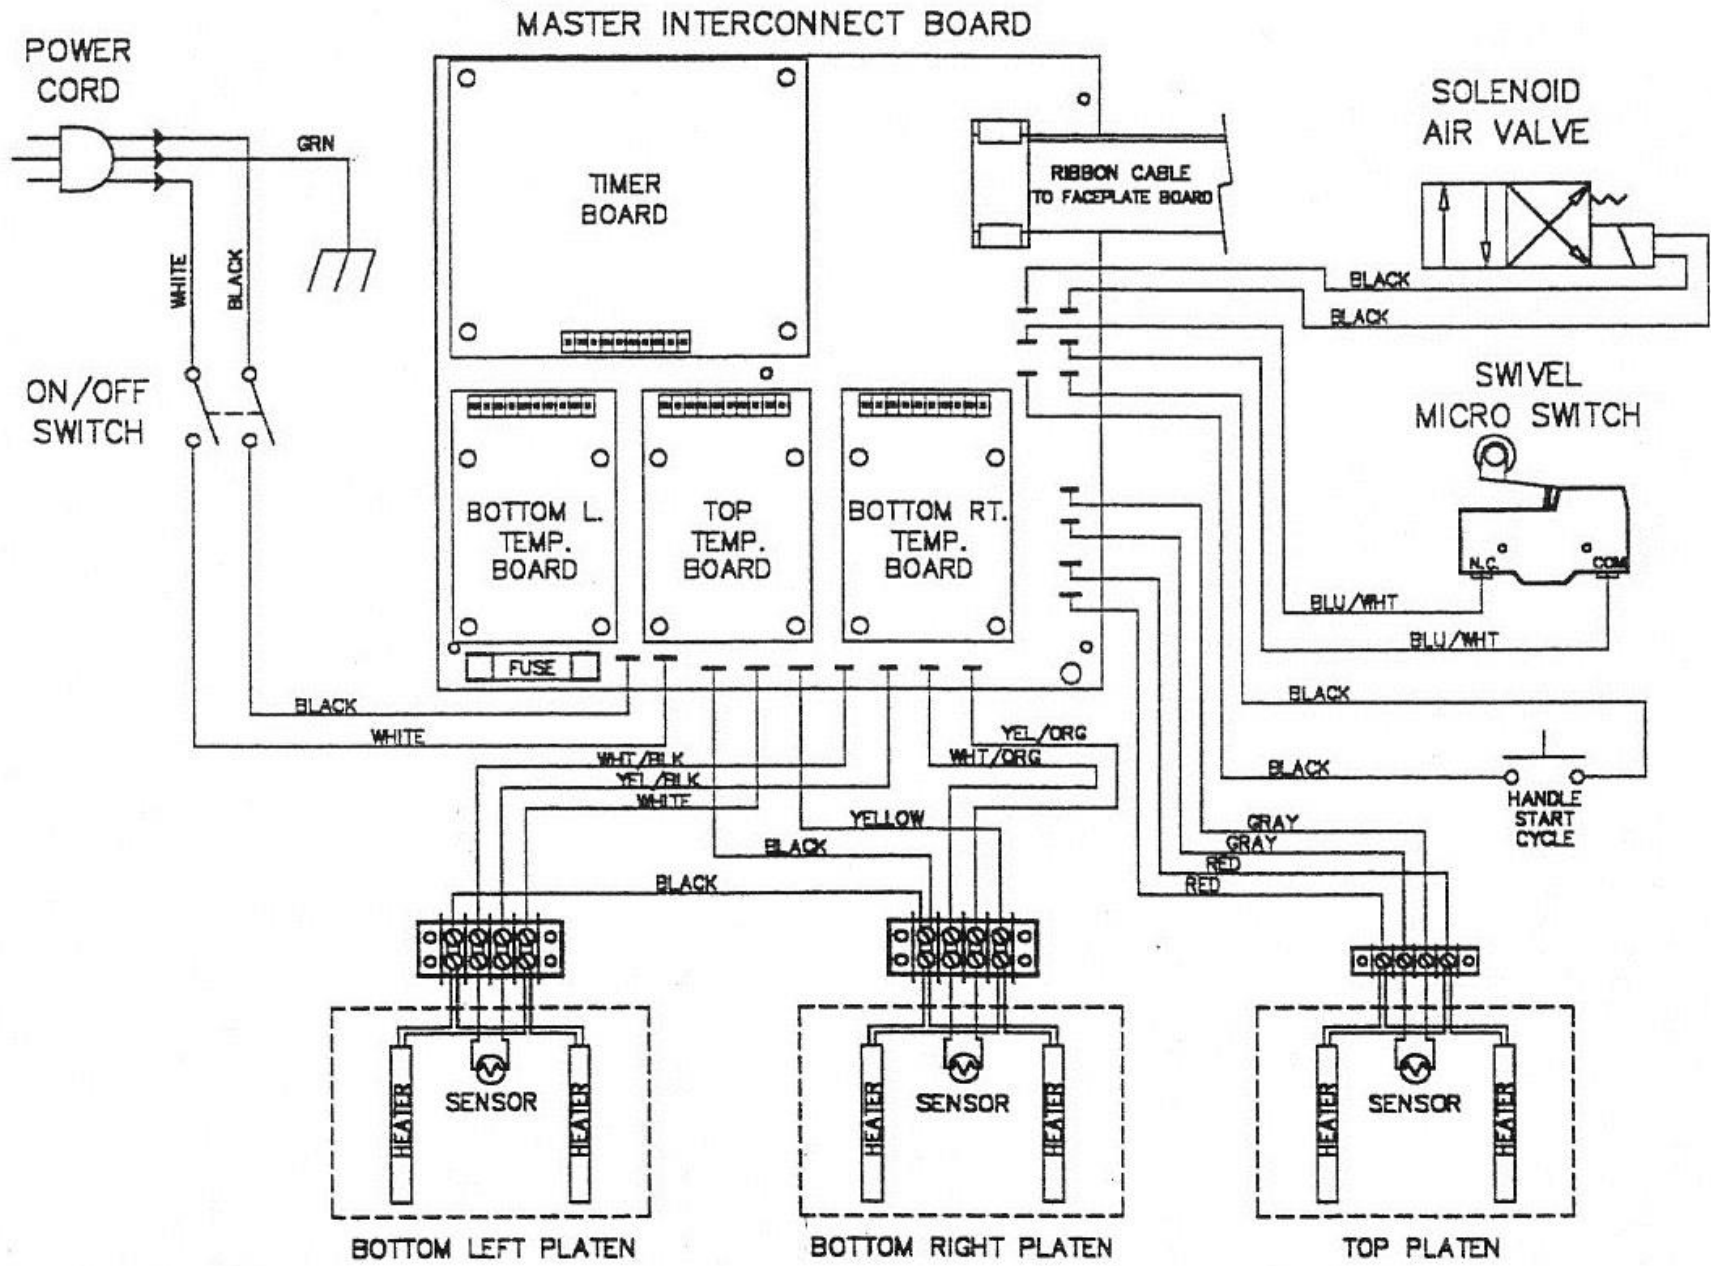 MASTER INTERCONNECT BOARD
POWER
CORD
GRN
WHITE
BLACK
ON/OFF
SWITCH
TIMER
BOARD
RIBBON CABLE
TO FACEPLATE BOARD
SOLENOID
AIR VALVE
BLACK
BLACK
SWIVEL
MICRO SWITCH
N.C.
COM
BLU/WHT
BLU/WHT
BOTTOM L.
TEMP.
BOARD
TOP
TEMP.
BOARD
BOTTOM RT.
TEMP.
BOARD
FUSE
BLACK
WHITE
WHT/BLK
YEL/BLK
WHITE
YEL/ORG
WHT/ORG
YELLOW
BLACK
BLACK
BLACK
BLACK
HANDLE
START
CYCLE
GRAY
GRAY
RED
RED
HEATER
SENSOR
HEATER
BOTTOM LEFT PLATEN
HEATER
SENSOR
HEATER
BOTTOM RIGHT PLATEN
HEATER
SENSOR
HEATER
TOP PLATEN